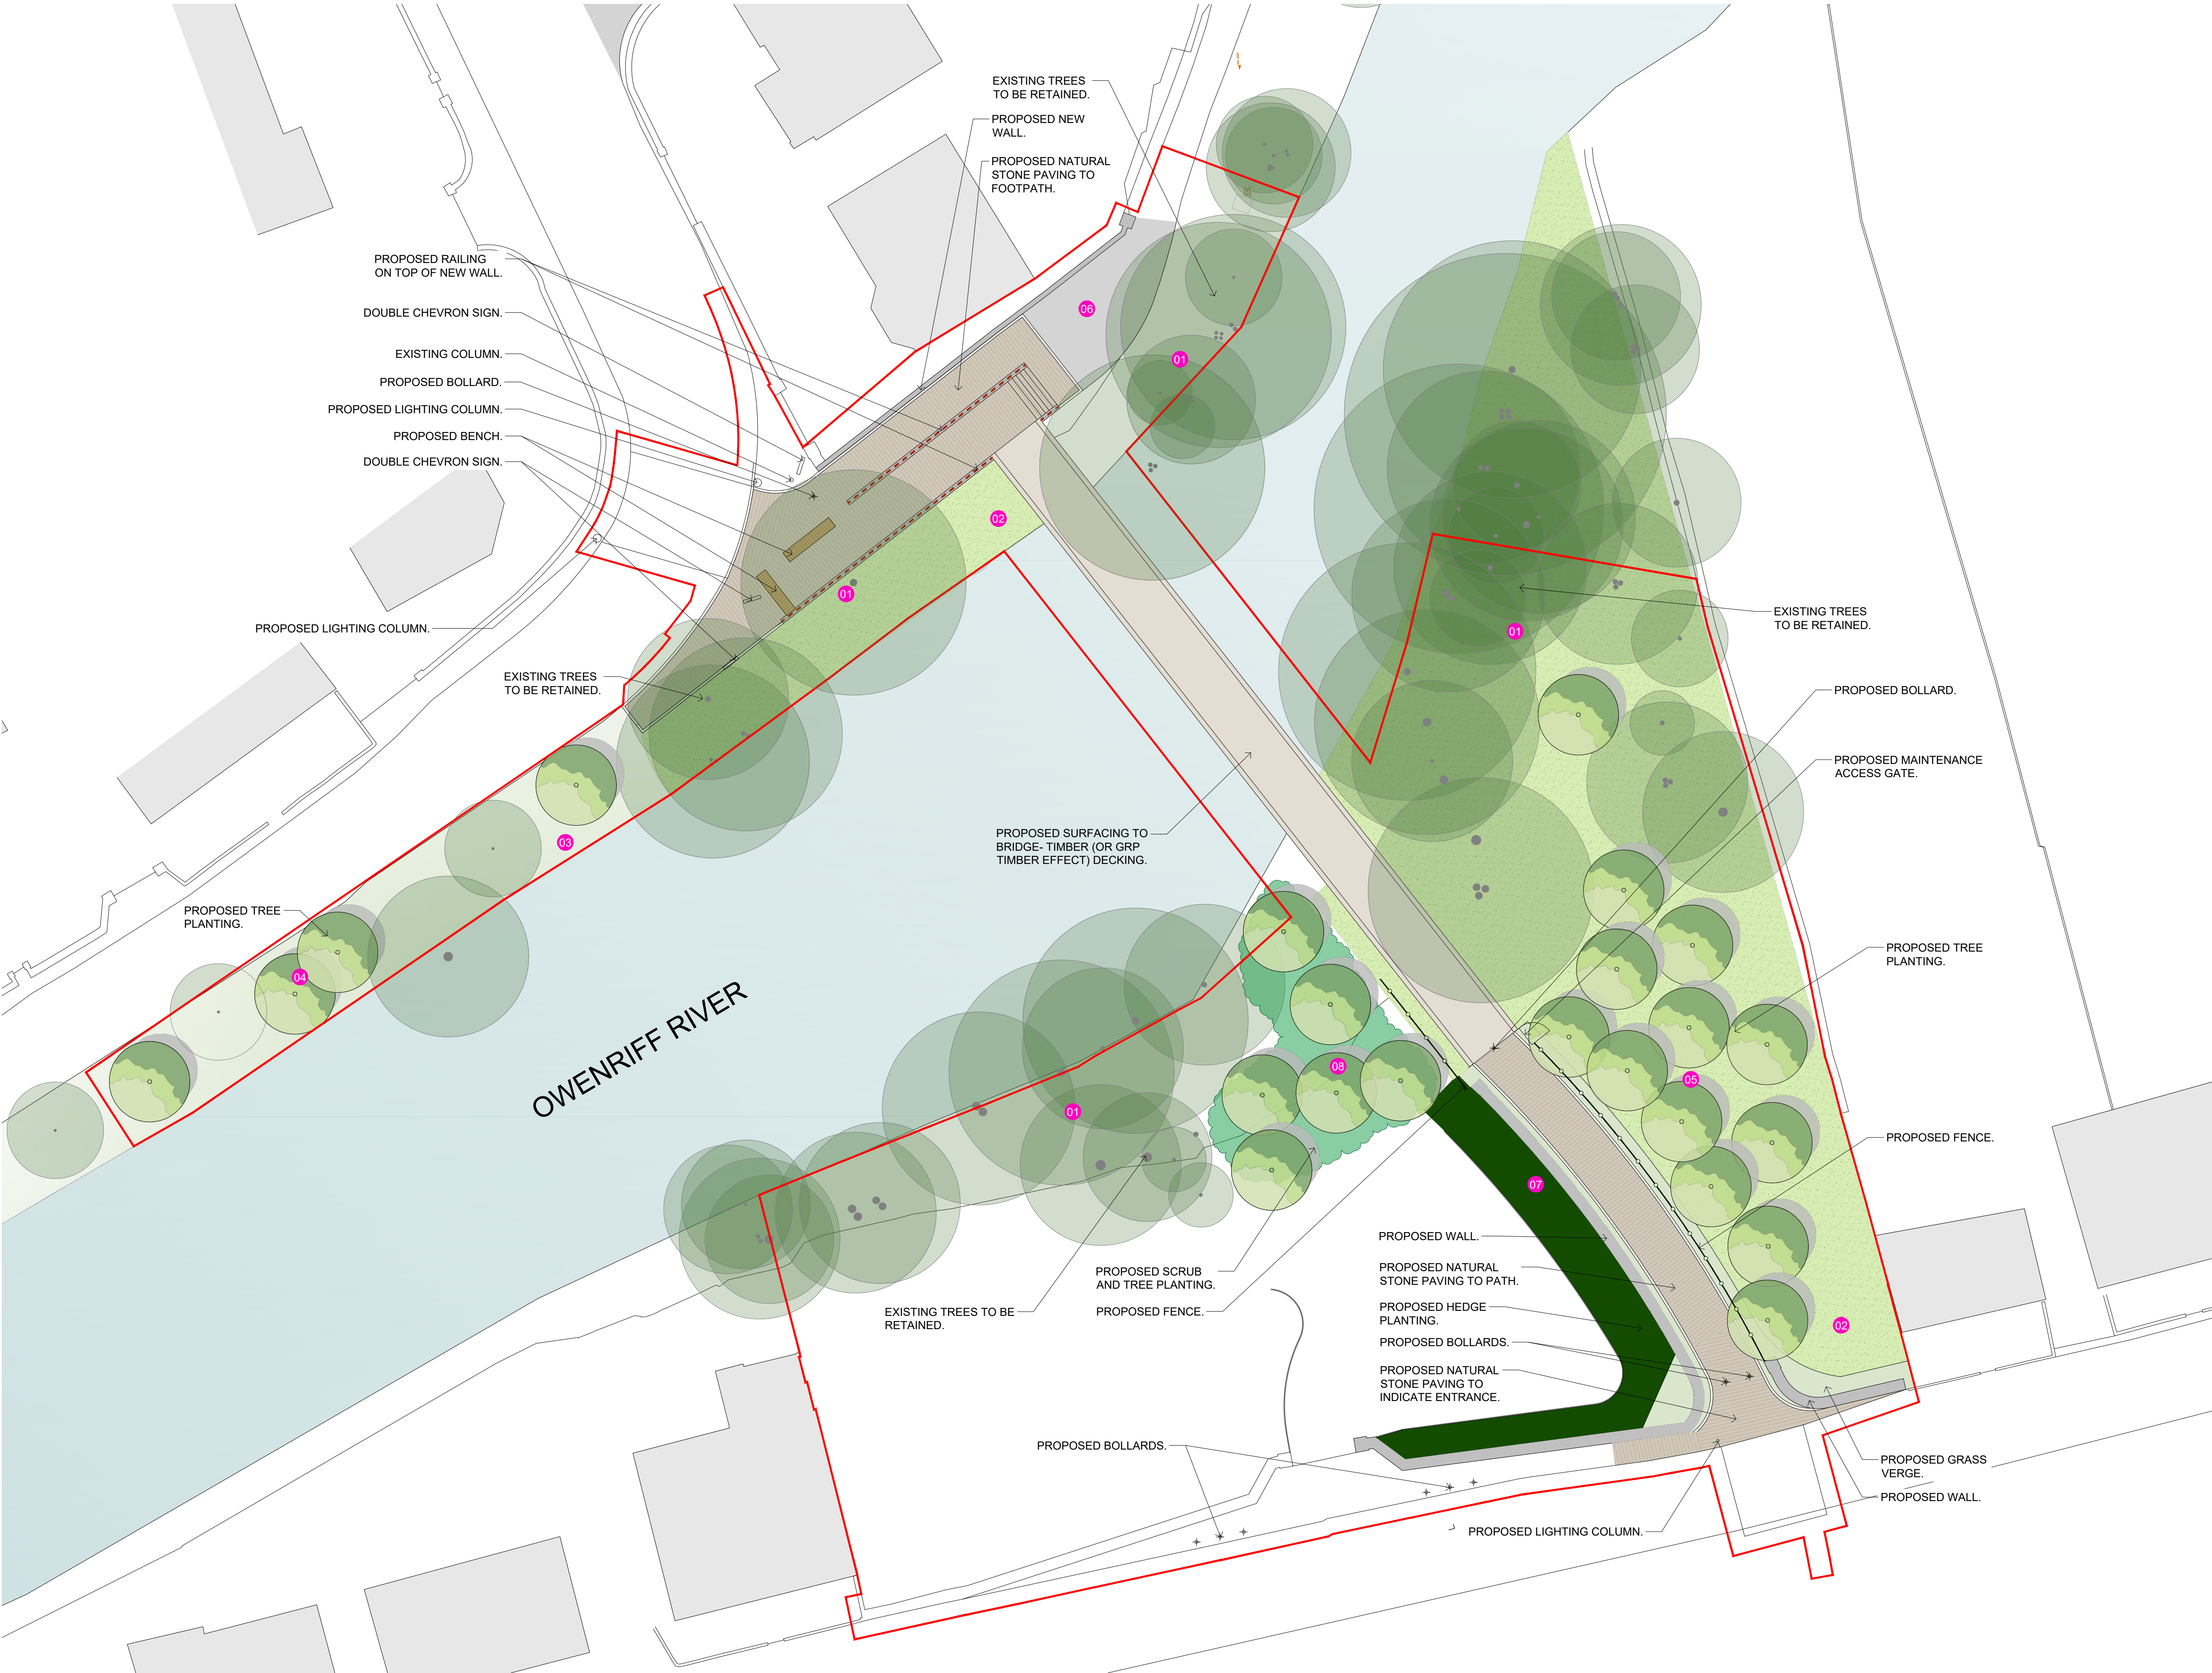 EXISTING TREES
TO BE RETAINED.
PROPOSED NEW
WALL.
PROPOSED NATURAL
STONE PAVING TO
FOOTPATH.
PROPOSED RAILING
ON TOP OF NEW WALL.
DOUBLE CHEVRON SIGN.
EXISTING COLUMN.
PROPOSED BOLLARD.
PROPOSED LIGHTING COLUMN.
PROPOSED BENCH.
DOUBLE CHEVRON SIGN.
06
01
02
01
PROPOSED LIGHTING COLUMN.
EXISTING TREES
TO BE RETAINED.
EXISTING TREES
TO BE RETAINED.
01
PROPOSED BOLLARD.
PROPOSED MAINTENANCE
ACCESS GATE.
03
PROPOSED SURFACING TO
BRIDGE- TIMBER (OR GRP
TIMBER EFFECT) DECKING.
PROPOSED TREE
PLANTING.
04
PROPOSED TREE
PLANTING.
OWENRIFF RIVER
08
05
01
PROPOSED FENCE.
07
PROPOSED WALL.
PROPOSED SCRUB
AND TREE PLANTING.
PROPOSED NATURAL
STONE PAVING TO PATH.
EXISTING TREES TO BE
RETAINED.
PROPOSED FENCE.
PROPOSED HEDGE
PLANTING.
02
PROPOSED BOLLARDS.
PROPOSED NATURAL
STONE PAVING TO
INDICATE ENTRANCE.
PROPOSED BOLLARDS.
PROPOSED GRASS
VERGE.
PROPOSED WALL.
PROPOSED LIGHTING COLUMN.